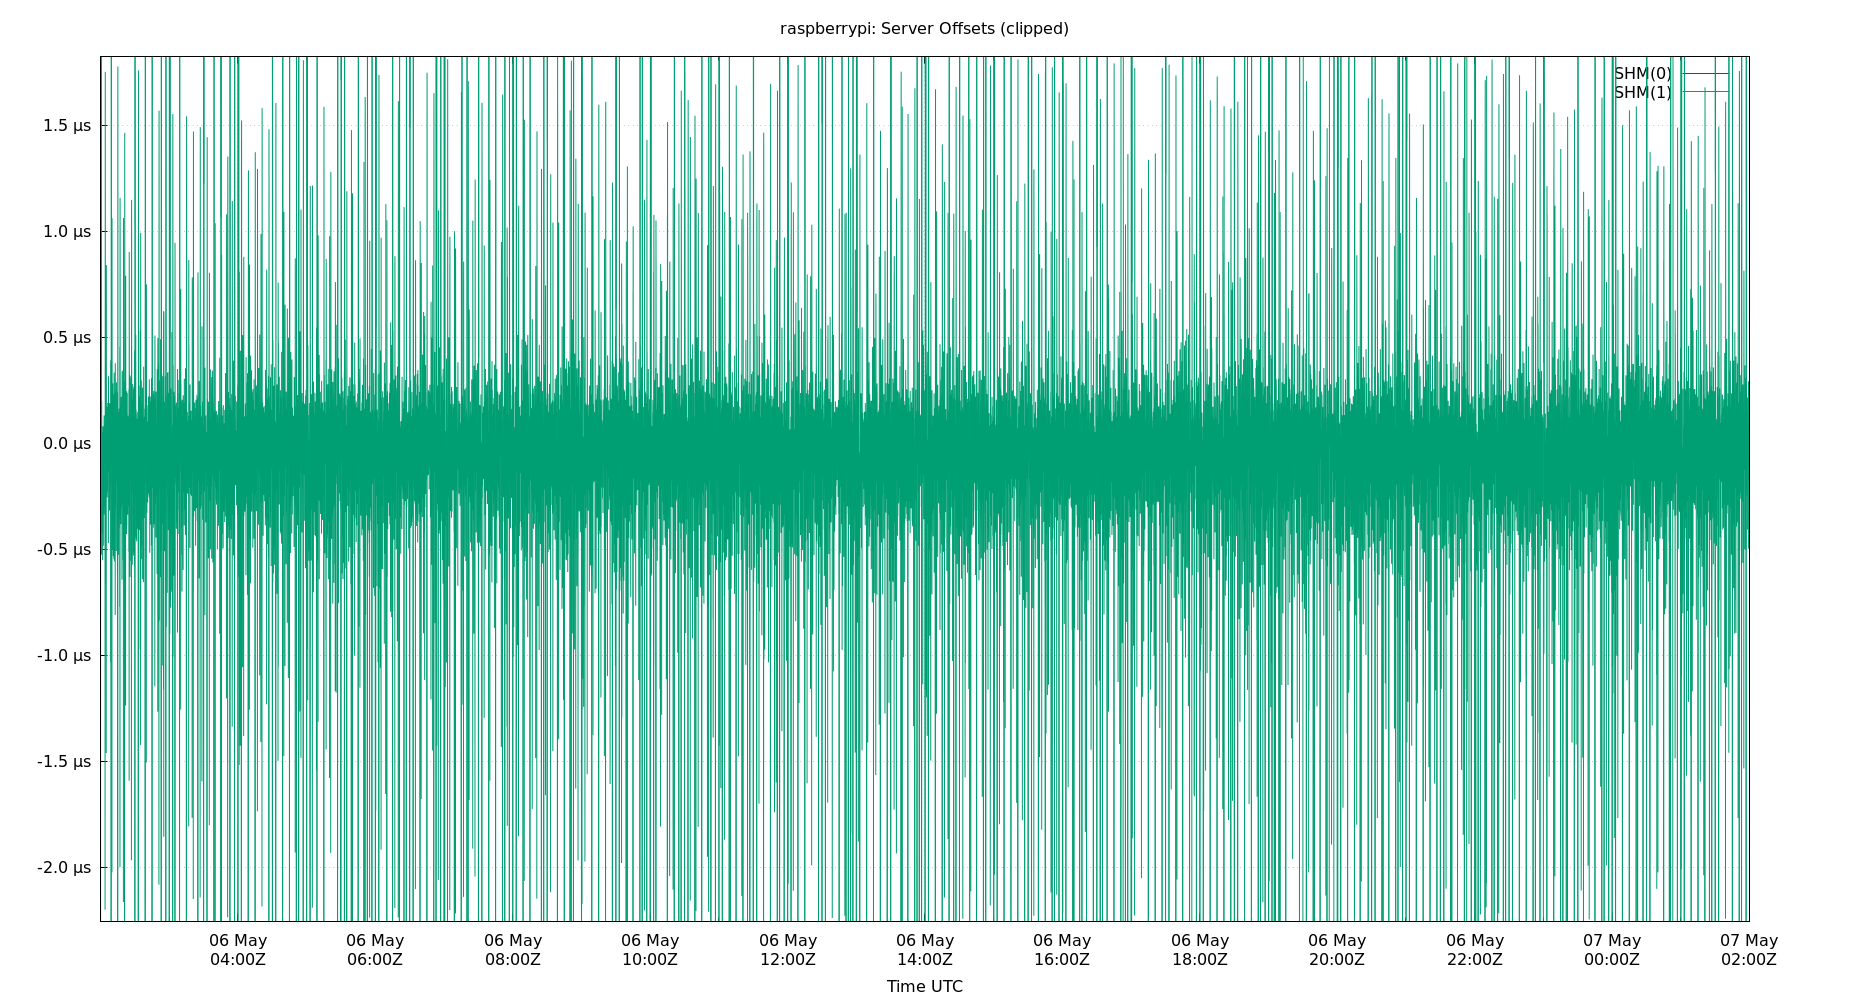 raspberrypi: Server Offsets (clipped)
SHM(0)
SHM(1)
1.5 µs
1.0 µs
0.5 µs
0.0 µs
-0.5 µs
-1.0 µs
-1.5 µs
-2.0 µs
06 May 06 May 06 May 06 May 06 May 06 May 06 May 06 May 06 May 06 May 07 May 07 May
04:00Z 06:00Z 08:00Z 10:00Z 12:00Z 14:00Z 16:00Z 18:00Z 20:00Z 22:00Z 00:00Z 02:00Z
Time UTC